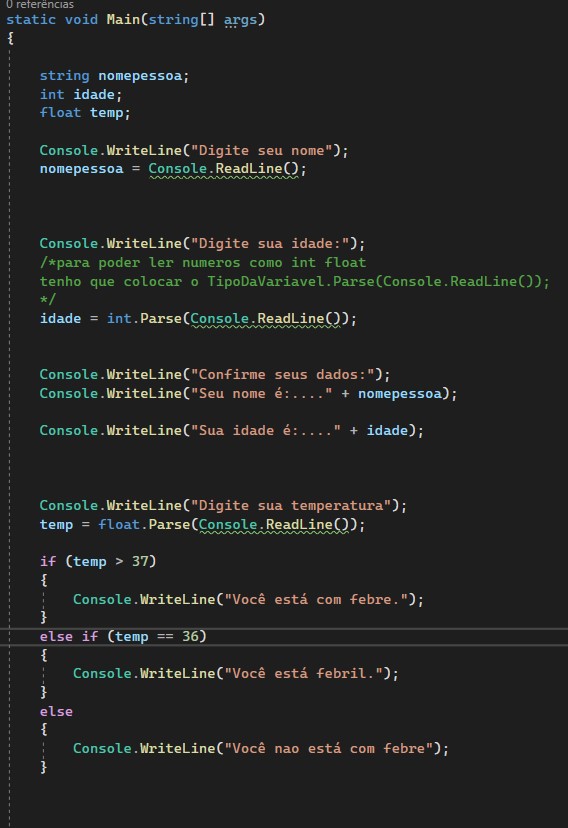 0 referências
static void Main(string[] args)
{
string nomepessoa;
int idade;
float temp;
Console.WriteLine("Digite seu nome");
nomepessoa = Console.ReadLine();
Console.WriteLine("Digite sua idade:");
/*para poder ler numeros como int float
tenho que colocar o TipoDaVariavel.Parse(Console.ReadLine());
*/
idade = int.Parse(Console.ReadLine());
Console.WriteLine("Confirme seus dados:");
Console.WriteLine("Seu nome é:...." + nomepessoa);
Console.WriteLine("Sua idade é:...." + idade);
Console.WriteLine("Digite sua temperatura");
temp = float.Parse(Console.ReadLine());
if (temp > 37)
{
Console.WriteLine("Você está com febre.");
}
else if (temp == 36)
{
Console.WriteLine("Você está febril.");
}
else
{
Console.WriteLine("Você nao está com febre");
}